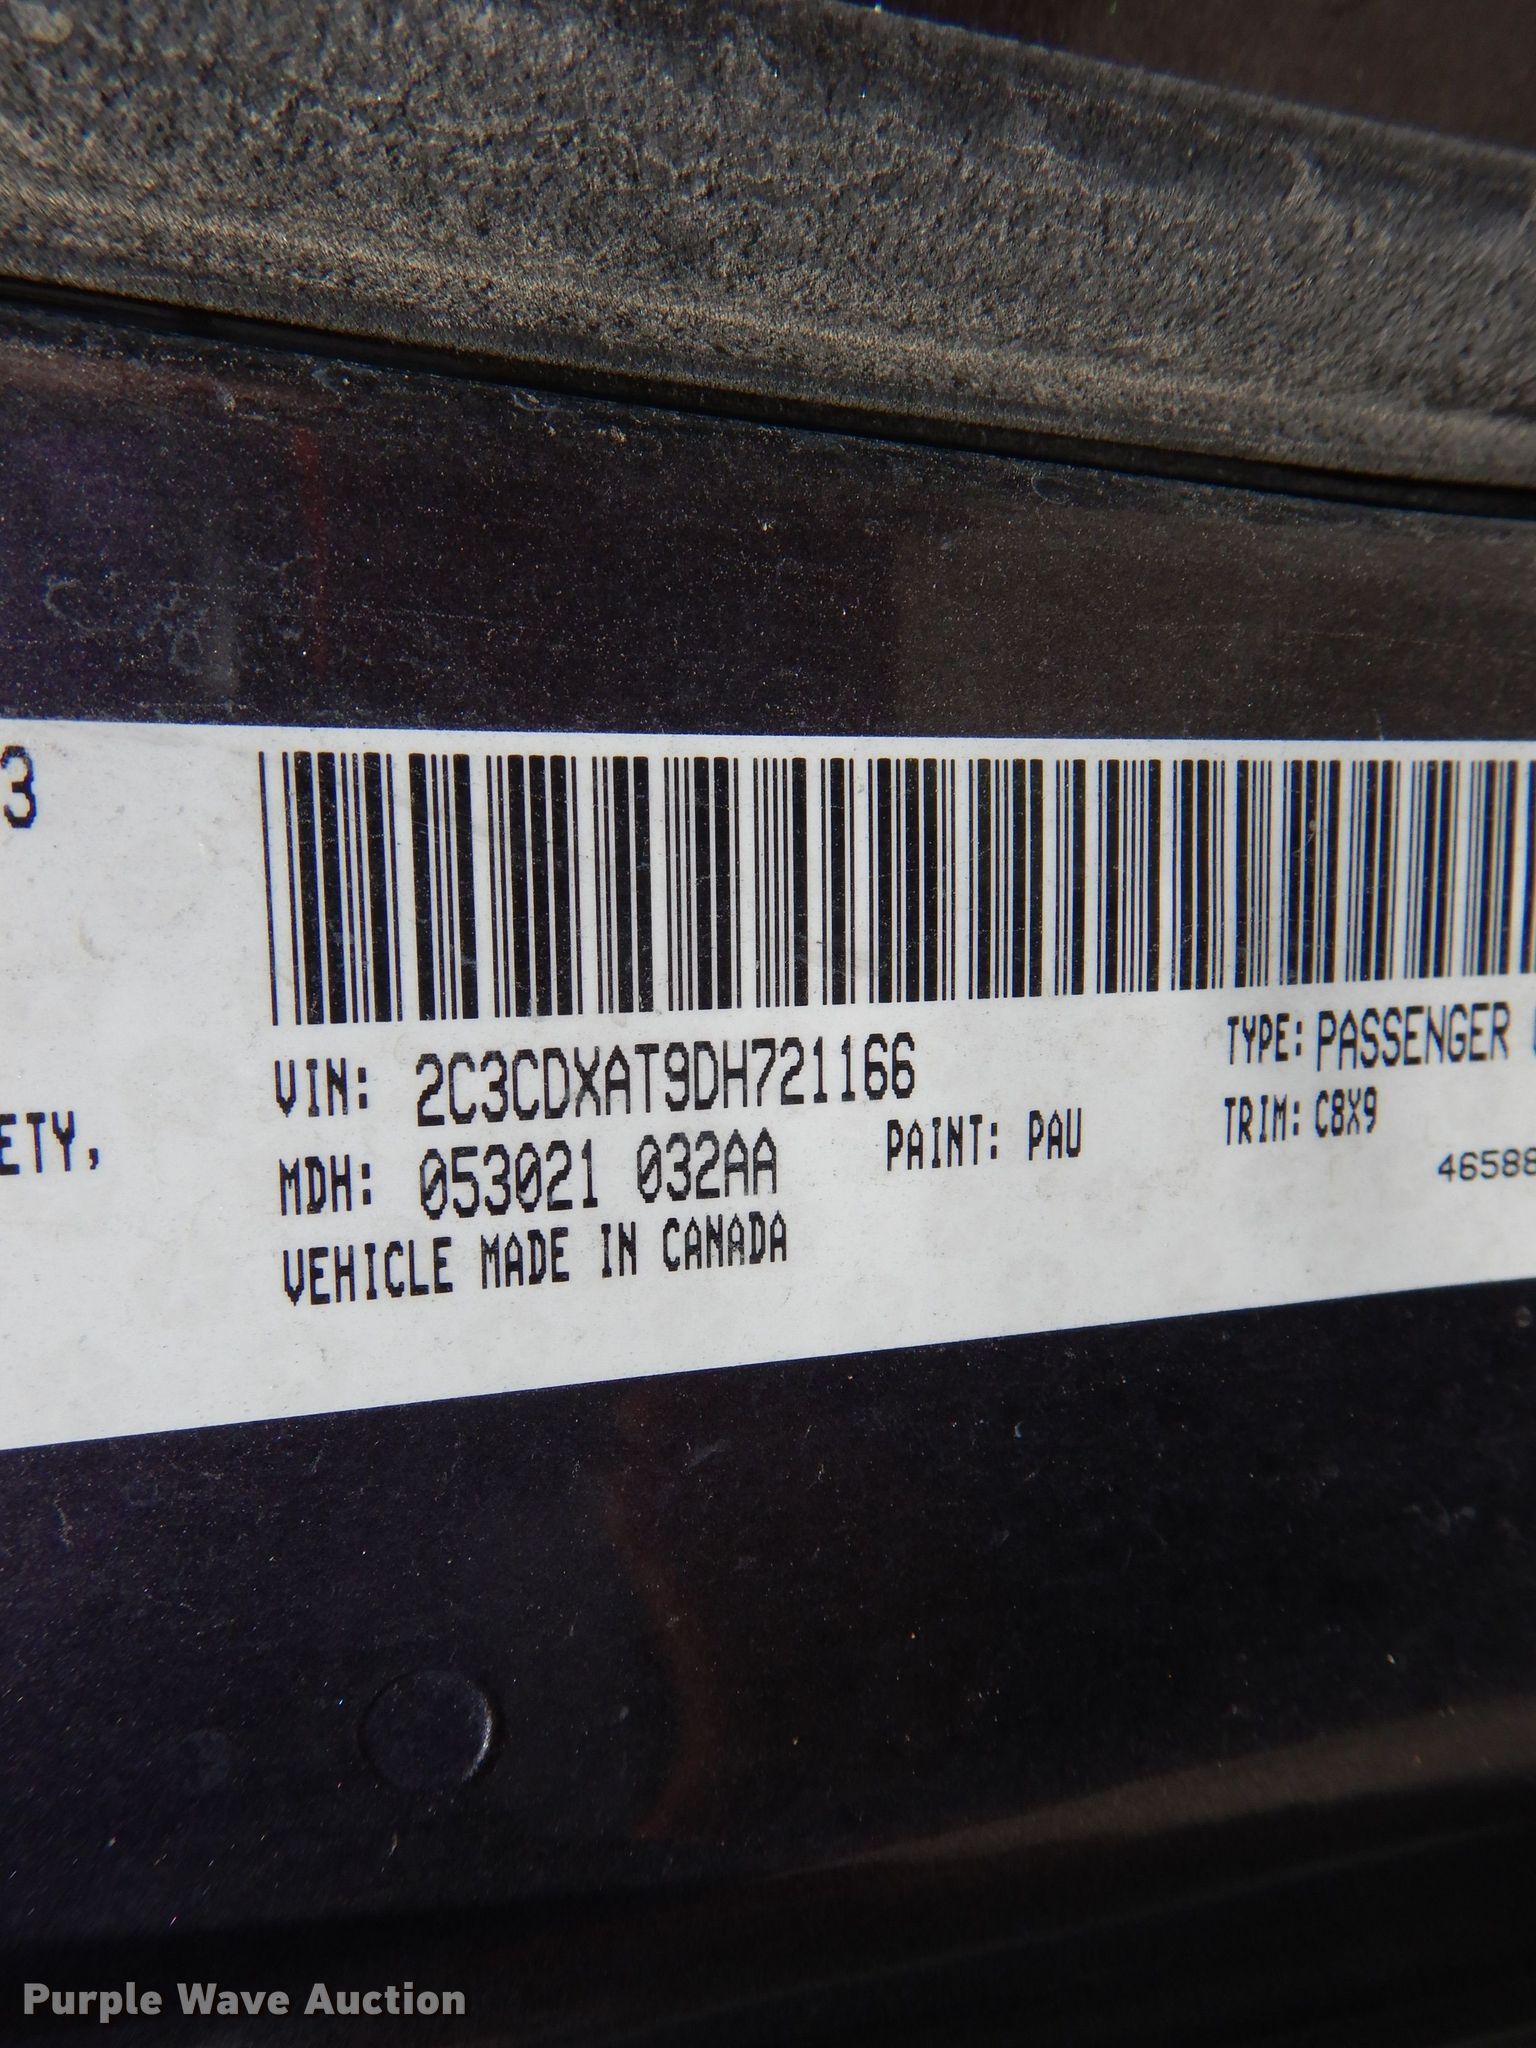 3
VIN: 2C3CDXAT9DH721166
TYPE: PASSENGER
ETY,
MDH: 053021 032AA
PAINT: PAU
TRIM: C8X9
46588
VEHICLE MADE IN CANADA
Purple Wave Auction